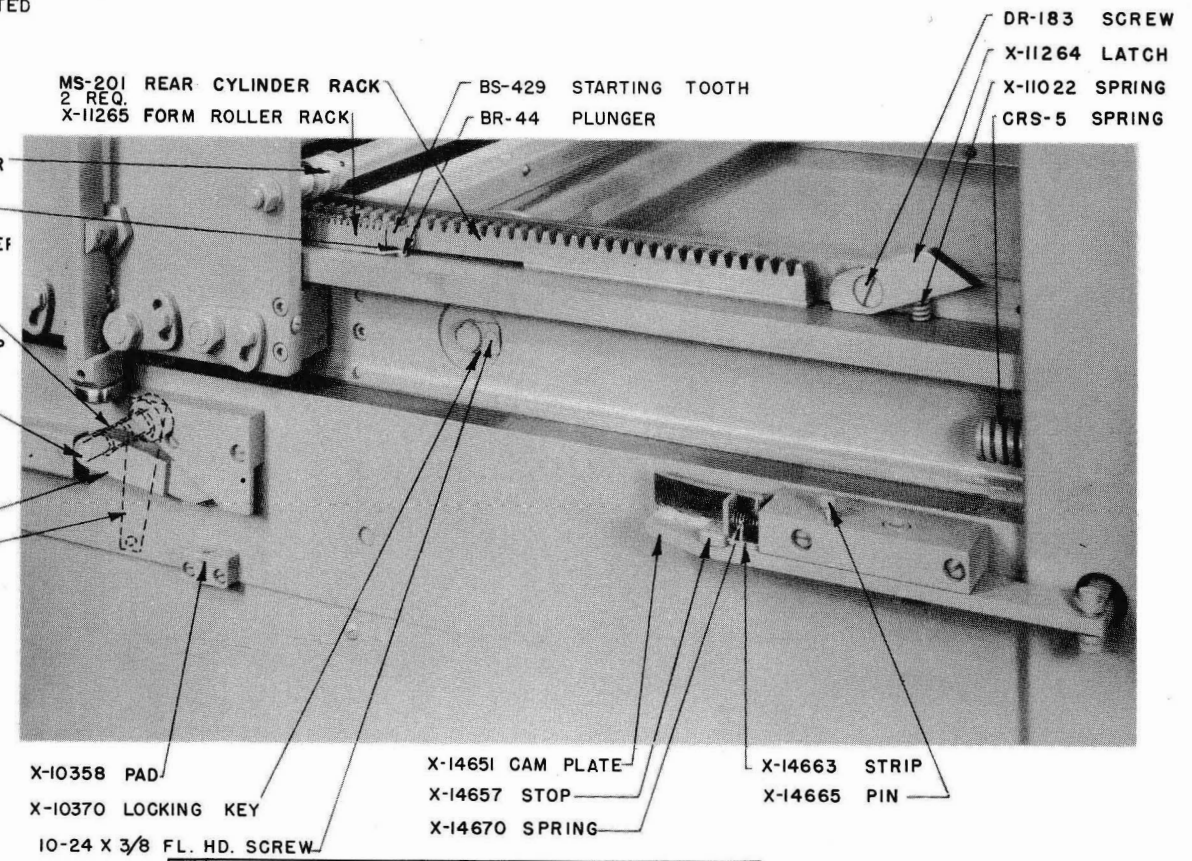 TED
DR-183 SCREW
X-11264 LATCH
X-11022 SPRING
CRS-5 SPRING
MS-201 REAR CYLINDER RACK
2 REQ.
X-11265 FORM ROLLER RACK
BS-429 STARTING TOOTH
BR-44 PLUNGER
R
ER
P
X-10358 PAD
X-10370 LOCKING KEY
10-24 X 3/8 FL. HD. SCREW
X-14651 CAM PLATE
X-14657 STOP
X-14670 SPRING
X-14663 STRIP
X-14665 PIN